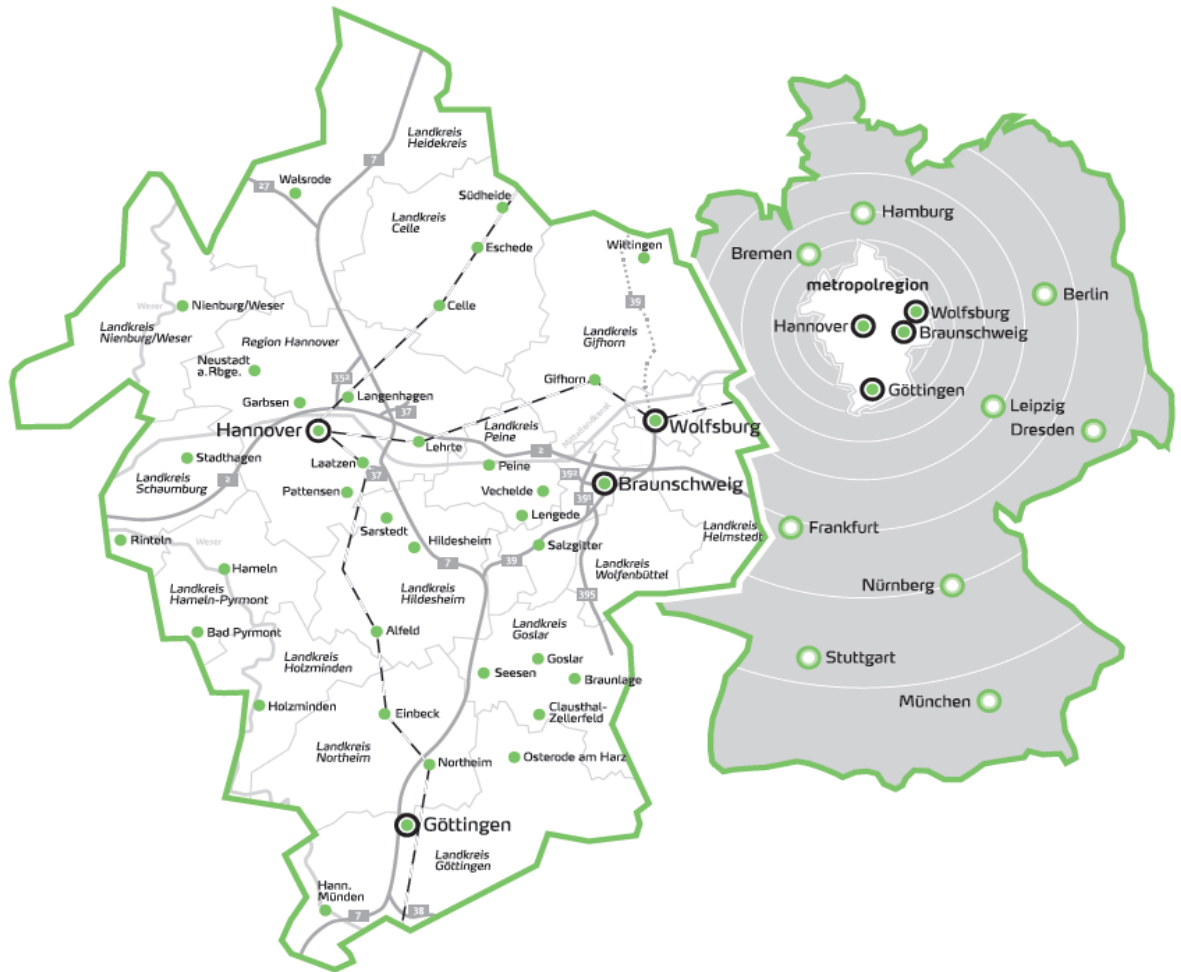 Landkreis
Heidekreis
7
Walsrode
27
Südheide
Landkreis
Celle
Eschede
Wittingen
Weser
Nienburg/Weser
Celle
39
Landkreis
Nienburg/Weser
Region Hannover
Landkreis
Gifhorn
Neustadt
a.Rbge.
352
Gifhorn
Garbsen
Langenhagen
37
Hannover
Lehrte
Landkreis
Peine
Mittellandkanal
Wolfsburg
Stadthagen
Laatzen
2
Peine
392
Landkreis
Schaumburg
2
37
Pattensen
Vechelde
391
Braunschweig
Sarstedt
Lengede
Landkreis
Helmstedt
Rinteln
Weser
Hildesheim
Salzgitter
7
39
Hameln
Landkreis
Wolfenbüttel
Landkreis
Hameln-Pyrmont
Landkreis
Hildesheim
395
Bad Pyrmont
Alfeld
Landkreis
Goslar
Landkreis
Holzminden
Goslar
Seesen
Braunlage
Holzminden
Einbeck
Clausthal-
Zellerfeld
Landkreis
Northeim
Northeim
Osterode am Harz
Göttingen
Landkreis
Göttingen
Hann.
Münden
7
38
Hamburg
Bremen
metropolregion
Berlin
Wolfsburg
Hannover
Braunschweig
Göttingen
Leipzig
Dresden
Frankfurt
Nürnberg
Stuttgart
München